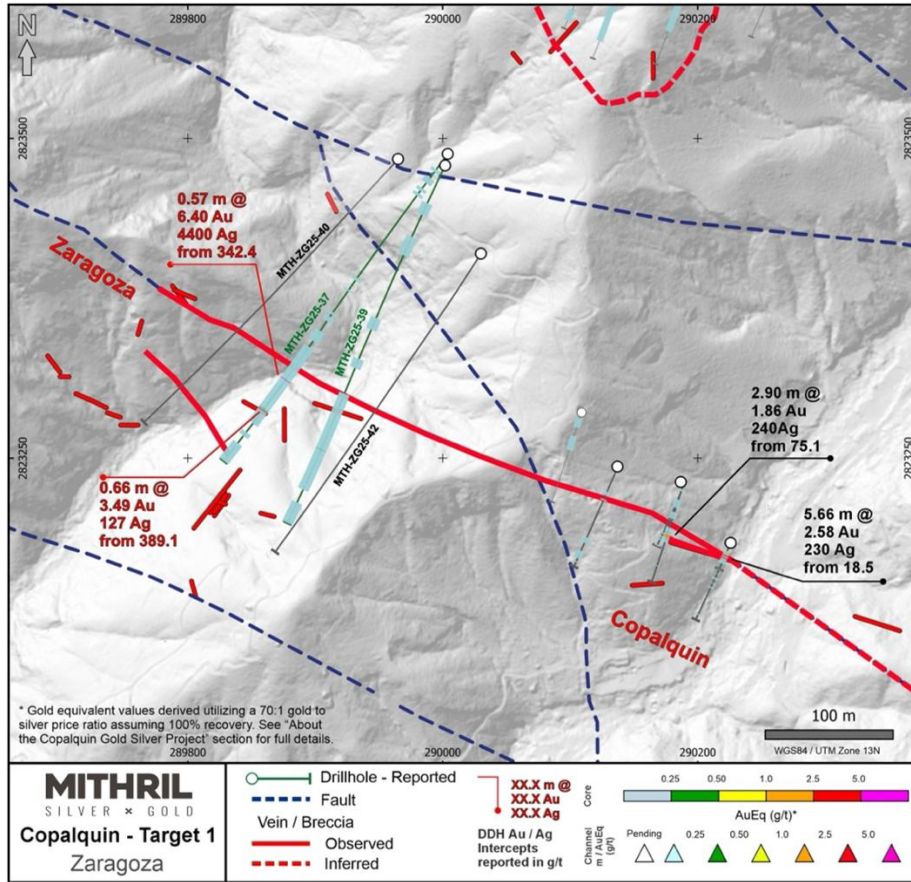 289800
290000
290200
N
2823500
2823500
0.57 m @
6.40 Au
4400 Ag
from 342.4
MTH-ZG25-40
Zaragoza
MTH-ZG25-37
MTH-ZG25-39
MTH-ZG25-42
2.90 m @
1.86 Au
240Ag
from 75.1
2823250
2823250
0.66 m @
3.49 Au
127 Ag
from 389.1
5.66 m @
2.58 Au
230 Ag
from 18.5
Copalquin
* Gold equivalent values derived utilizing a 70:1 gold to
silver price ratio assuming 100% recovery. See "About
the Copalquin Gold Silver Project' section for full details.
100 m
WGS84 / UTM Zone 13N
289800
290000
290200
MITHRIL
SILVER × GOLD
Copalquin - Target 1
Zaragoza
Drillhole - Reported
Fault
Vein / Breccia
Observed
Inferred
XX.X m @
XX.X Au
XX.X Ag
DDH Au / Ag
Intercepts
reported in g/t
Core
0.25 0.50 1.0 2.5 5.0
AuEq (g/t)*
Channel
m / AuEq
(g/t)
Pending 0.25 0.50 1.0 2.5 5.0